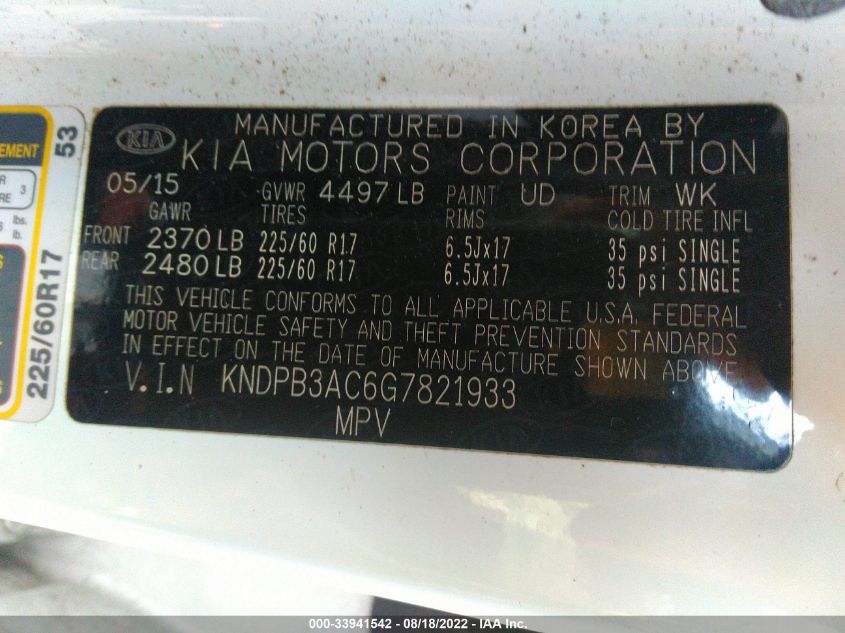 MANUFACTURED IN KOREA BY
KIA KIA MOTORS CORPORATION
05/15 GVWR 4497 LB PAINT UD TRIM WK
GAWR TIRES RIMS COLD TIRE INFL
FRONT 2370 LB 225/60 R17 6.5Jx17 35 psi SINGLE
REAR 2480 LB 225/60 R17 6.5Jx17 35 psi SINGLE
THIS VEHICLE CONFORMS TO ALL APPLICABLE U.S.A. FEDERAL
MOTOR VEHICLE SAFETY AND THEFT PREVENTION STANDARDS
IN EFFECT ON THE DATE OF MANUFACTURE SHOWN ABOVE
V.I.N KNDPB3AC6G7821933
MPV
53
225/60R17
EMENT
3
lbs.
lb.
000-33941542 - 08/18/2022 - IAA Inc.